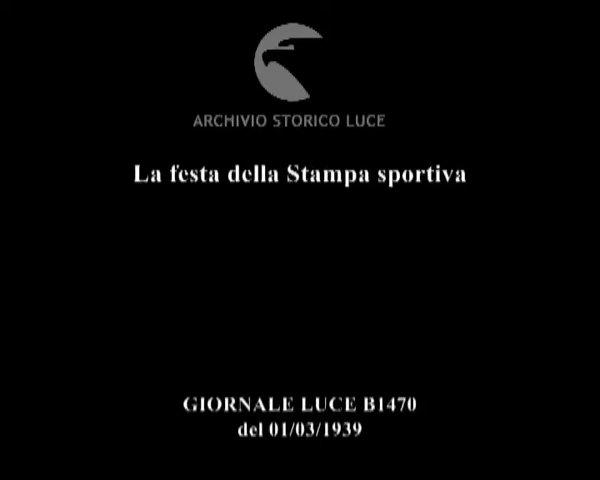 ARCHIVIO STORICO LUCE
La festa della Stampa sportiva
GIORNALE LUCE B1470
del 01/03/1939